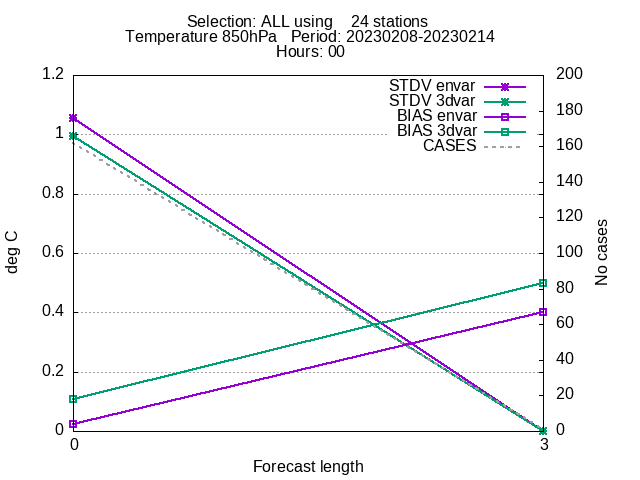 Selection: ALL using    24 stations
Temperature 850hPa   Period: 20230208-20230214
Hours: 00
STDV envar
STDV 3dvar
BIAS envar
BIAS 3dvar
CASES
1.2
1
0.8
0.6
0.4
0.2
0
deg C
200
180
160
140
120
100
80
60
40
20
0
No cases
0
3
Forecast length